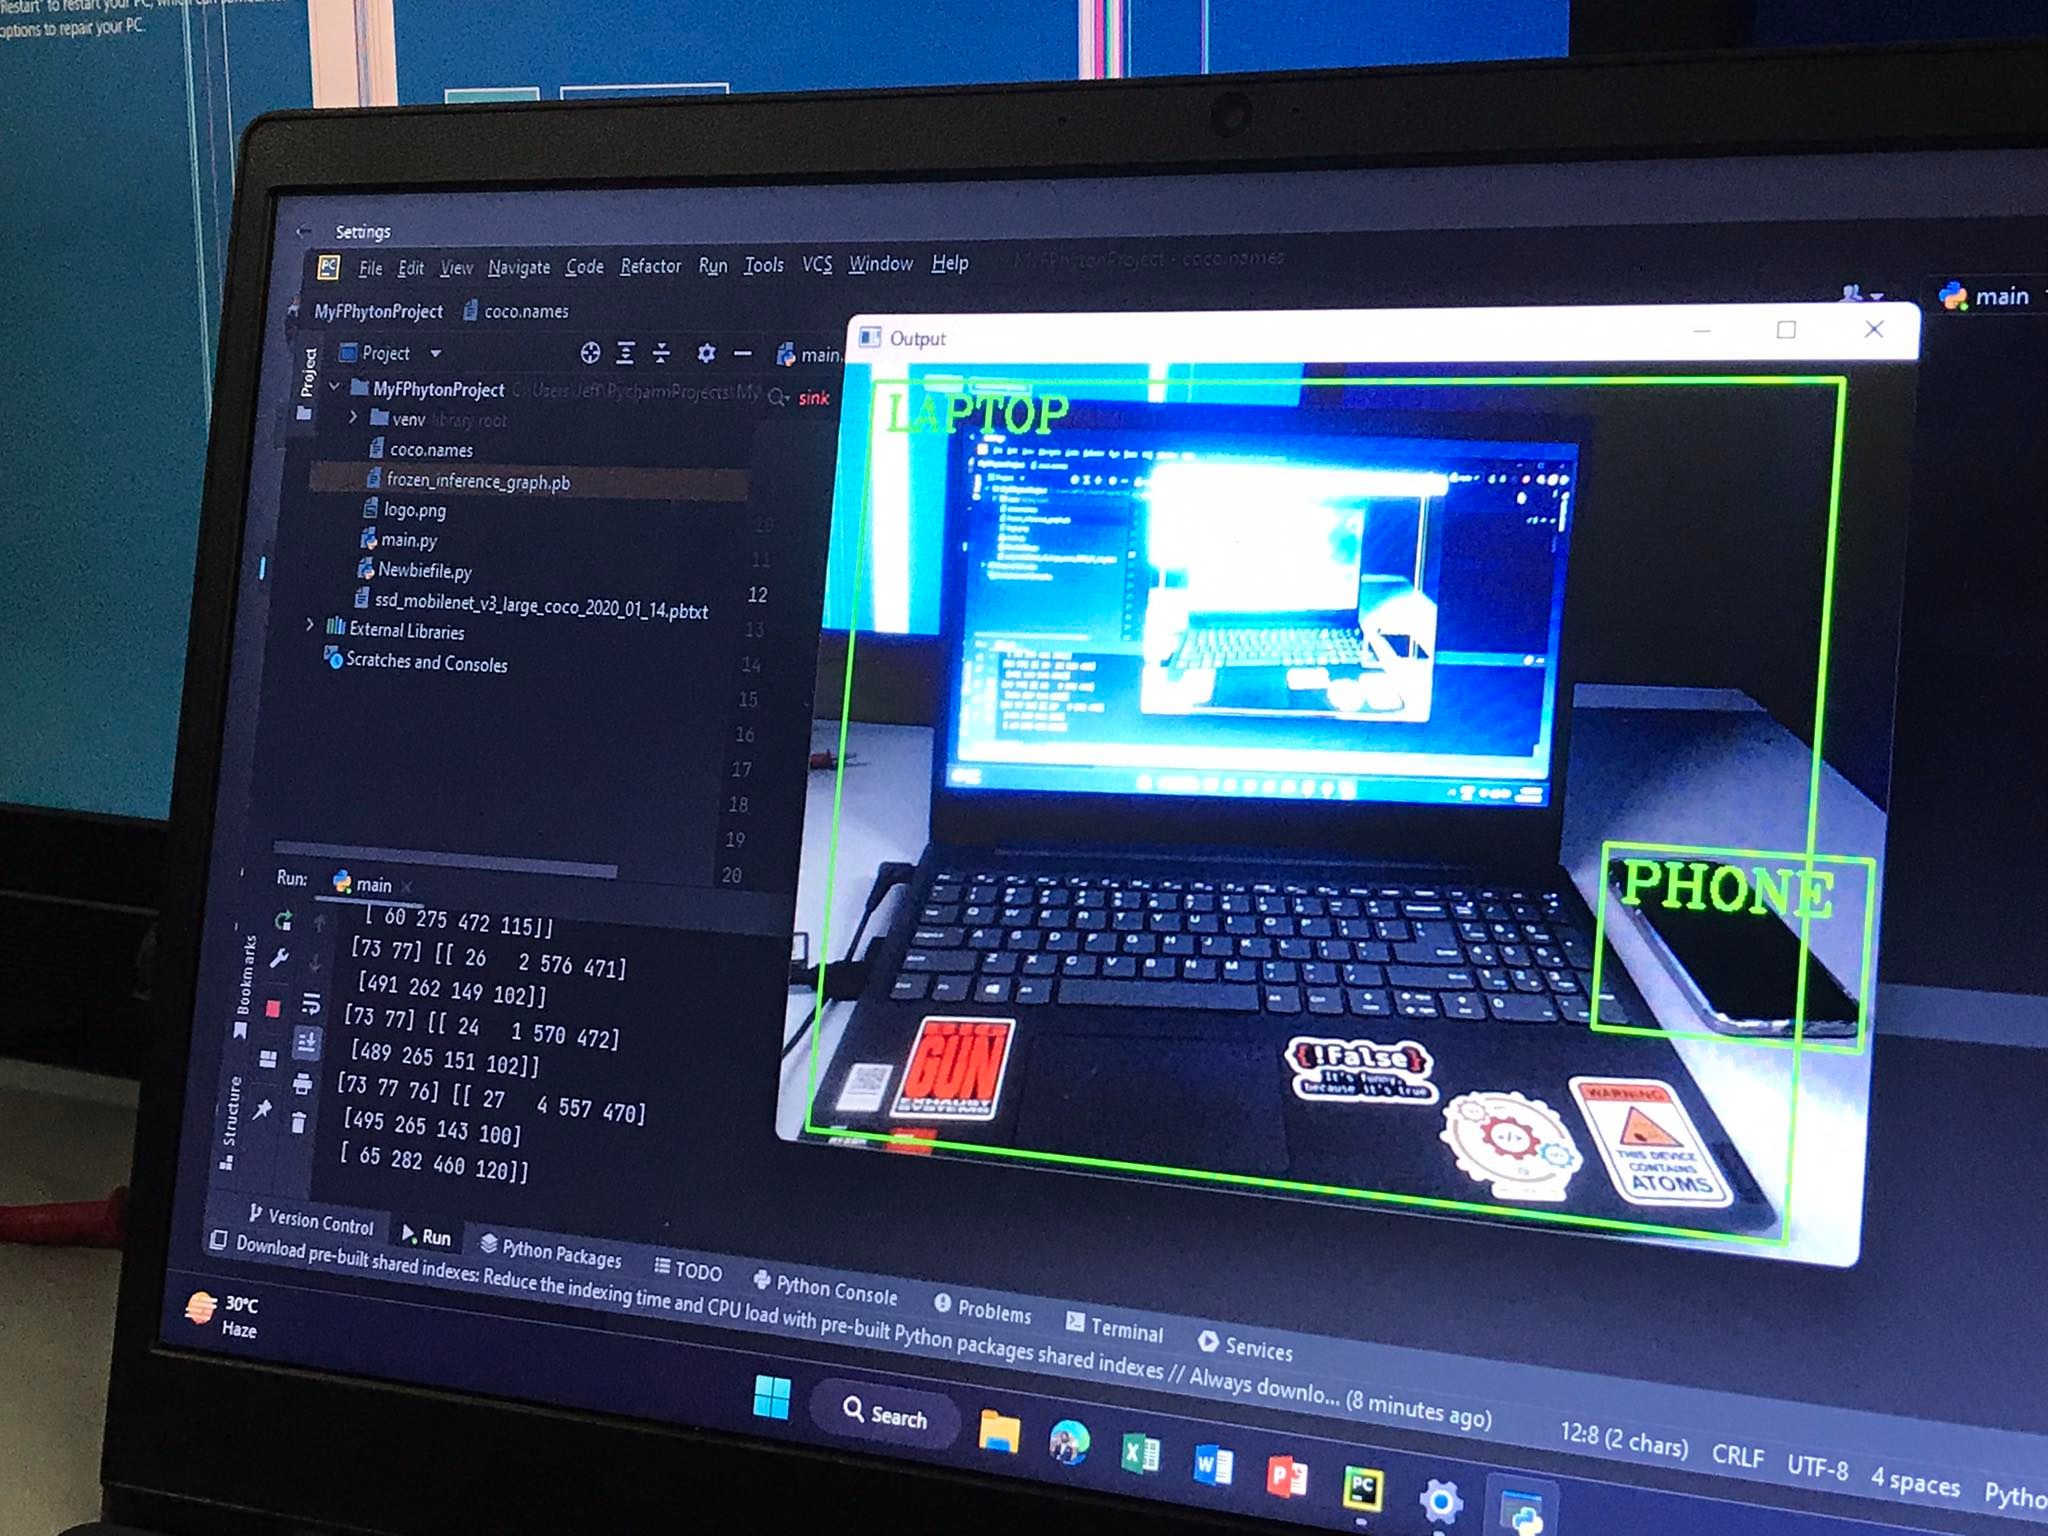 "Restart" to restart your PC, which can
options to repair your PC.
Settings
PC File Edit View Navigate Code Refactor Run Tools VCS Window Help MyFPhytonProject - coco.names
MyFPhytonProject coco.names
main
Output
Project
Project
main.
MyFPhytonProject C:\Users\Jeff\PycharmProjects\My
sink
venv library root
coco.names
frozen_inference_graph.pb
logo.png
main.py
Newbiefile.py
ssd_mobilenet_v3_large_coco_2020_01_14.pbtxt
External Libraries
Scratches and Consoles
10
11
12
13
14
15
16
17
18
19
20
LAPTOP
PHONE
GUN
{!False}
It's funny,
because it's true
</>
WARNING
THIS DEVICE
CONTAINS
ATOMS
Run: main
[ 60 275 472 115]]
[73 77] [[ 26 2 576 471]
[491 262 149 102]]
[73 77] [[ 24 1 570 472]
[489 265 151 102]]
[73 77 76] [[ 27 4 557 470]
[495 265 143 100]
[ 65 282 460 120]]
Bookmarks
Structure
Version Control Run Python Packages TODO Python Console Problems Terminal Services
Download pre-built shared indexes: Reduce the indexing time and CPU load with pre-built Python packages shared indexes // Always downlo... (8 minutes ago)
12:8 (2 chars) CRLF UTF-8 4 spaces
30°C
Haze
Search